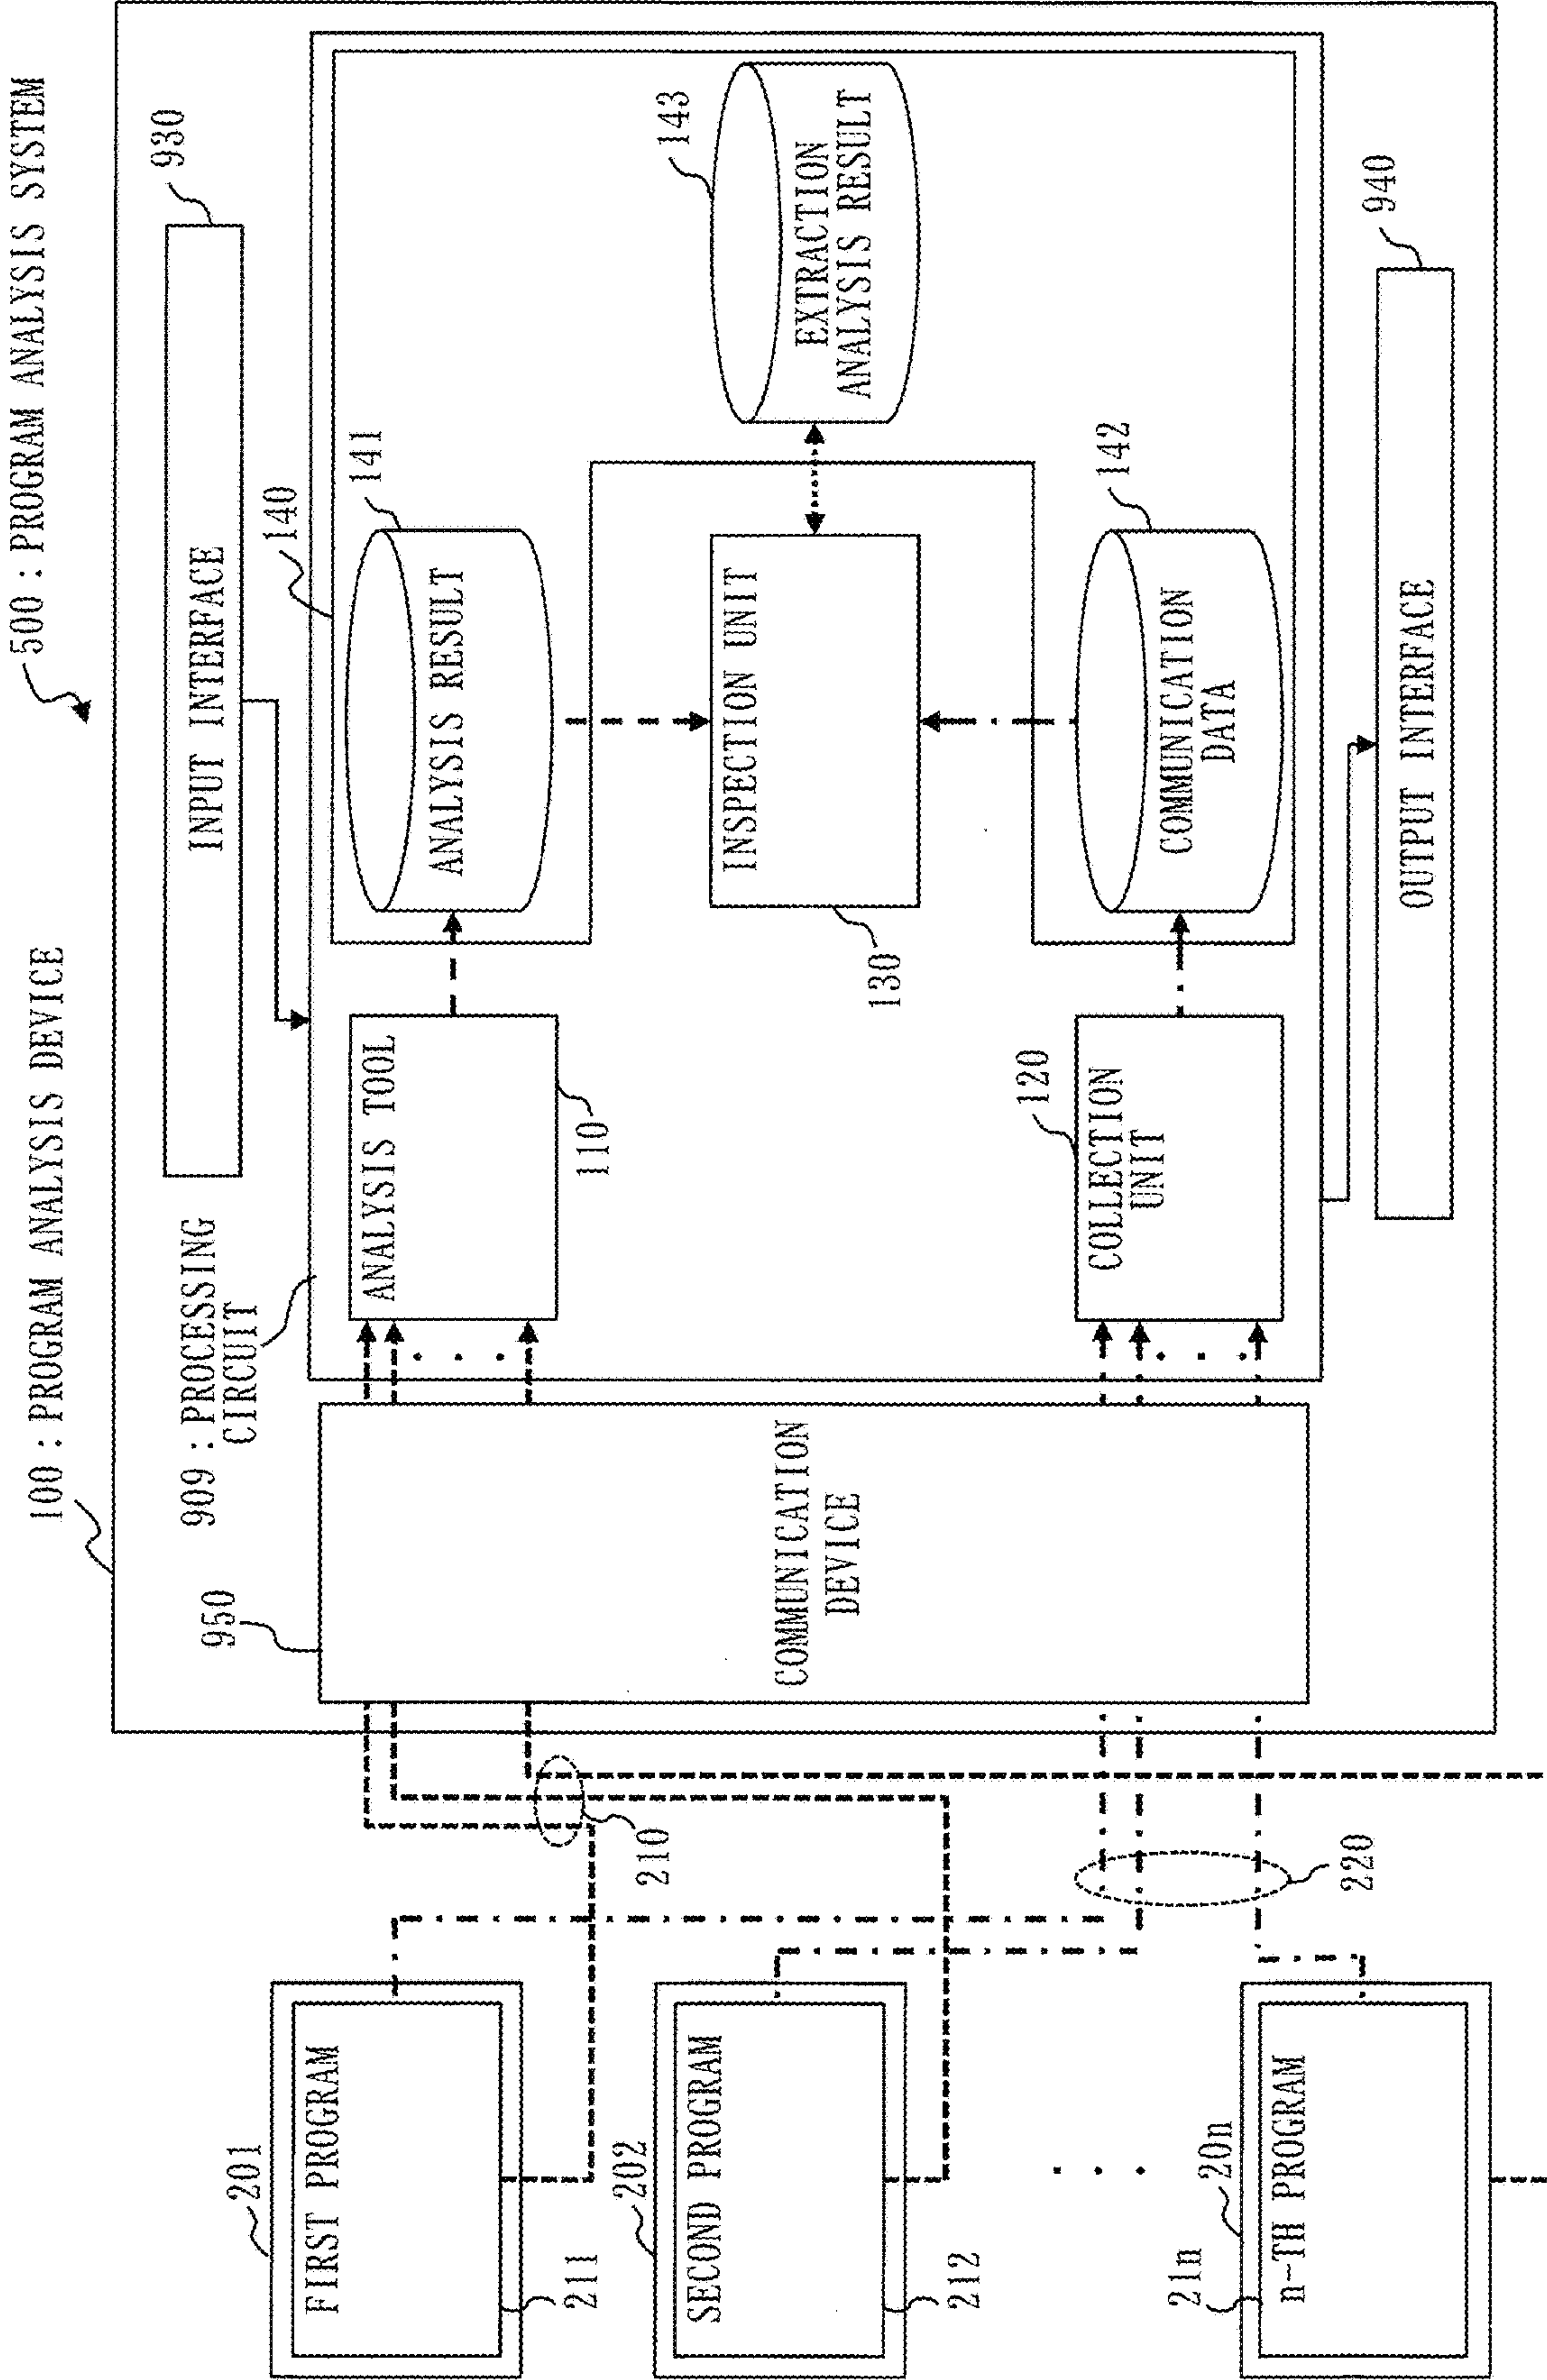 500 : PROGRAM ANALYSIS SYSTEM
100 : PROGRAM ANALYSIS DEVICE
930
INPUT INTERFACE
909 : PROCESSING
CIRCUIT
140
950
COMMUNICATION
DEVICE
ANALYSIS TOOL
110
141
ANALYSIS RESULT
INSPECTION UNIT
130
143
EXTRACTION
ANALYSIS RESULT
120
COLLECTION
UNIT
142
COMMUNICATION
DATA
940
OUTPUT INTERFACE
201
FIRST PROGRAM
211
210
202
SECOND PROGRAM
212
220
20n
21n
n-TH PROGRAM